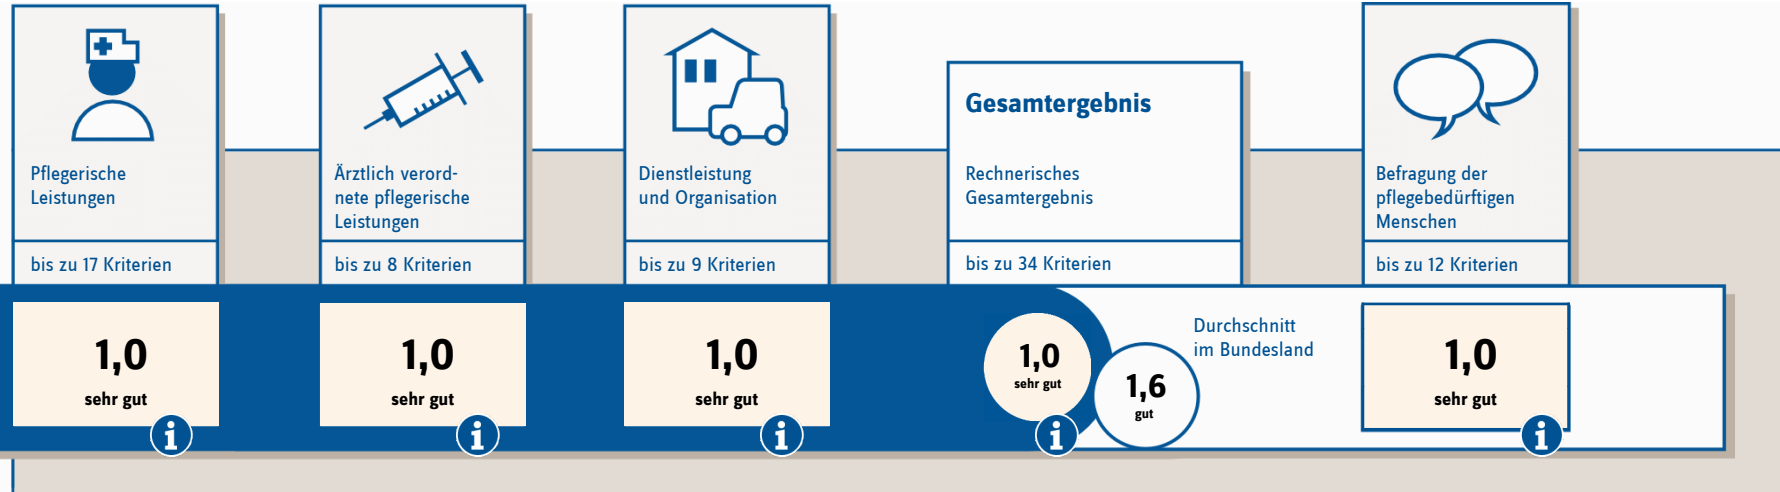 Pflegerische
Leistungen
bis zu 17 Kriterien
1,0
sehr gut
i
Ärztlich verord-
nete pflegerische
Leistungen
bis zu 8 Kriterien
1,0
sehr gut
i
Dienstleistung
und Organisation
bis zu 9 Kriterien
1,0
sehr gut
i
Gesamtergebnis
Rechnerisches
Gesamtergebnis
bis zu 34 Kriterien
1,0
sehr gut
i
Durchschnitt
im Bundesland
1,6
gut
Befragung der
pflegebedürftigen
Menschen
bis zu 12 Kriterien
1,0
sehr gut
i